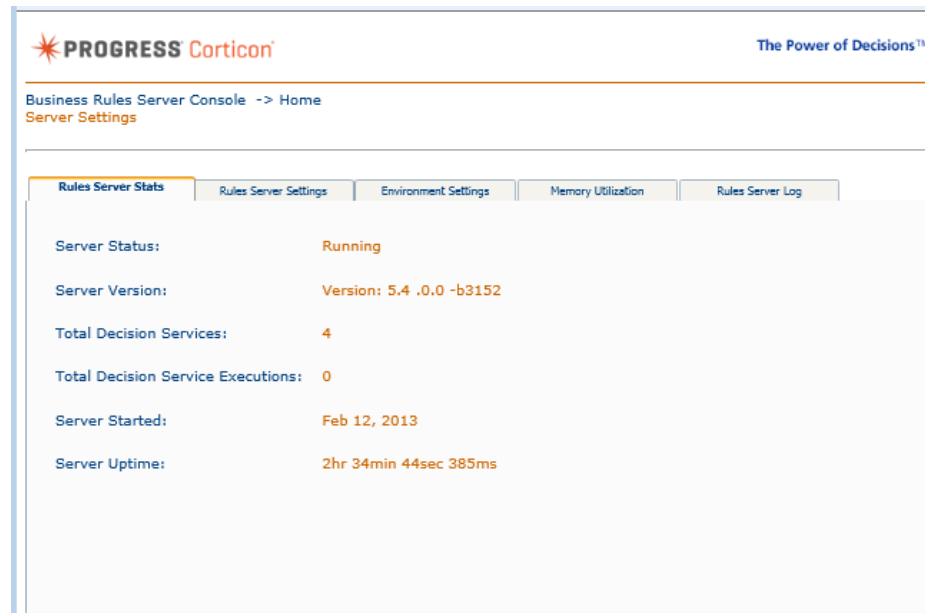 PROGRESS Corticon
The Power of Decisions™
Business Rules Server Console -> Home
Server Settings
Rules Server Stats Rules Server Settings Environment Settings Memory Utilization Rules Server Log
Server Status: Running
Server Version: Version: 5.4 .0.0 -b3152
Total Decision Services: 4
Total Decision Service Executions: 0
Server Started: Feb 12, 2013
Server Uptime: 2hr 34min 44sec 385ms